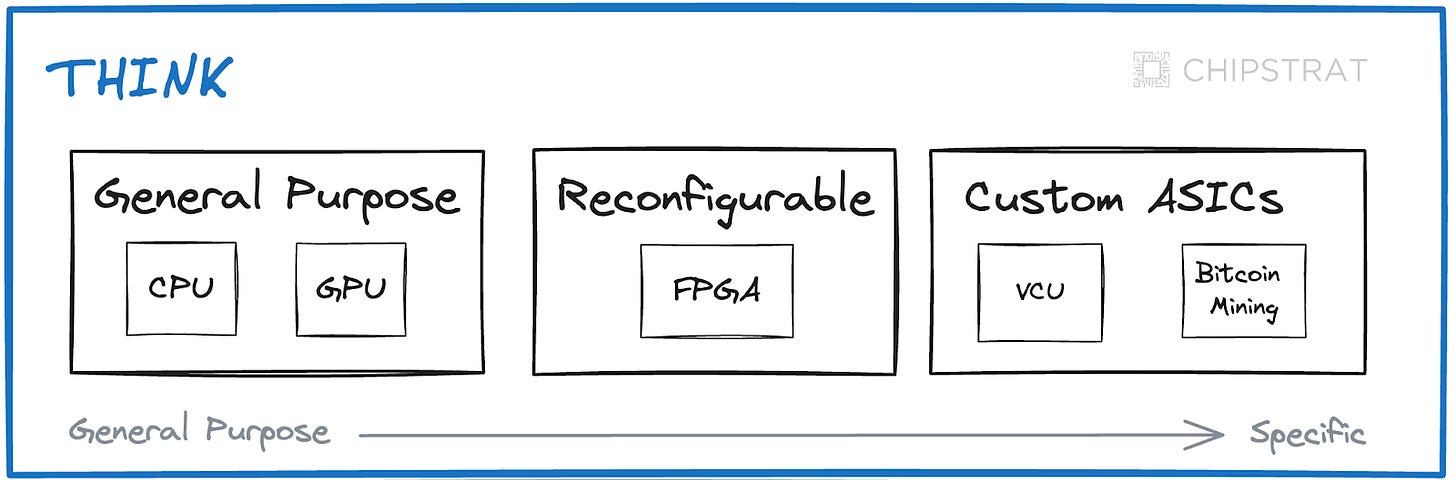 THINK
CHIPSTRAT
General Purpose
CPU
GPU
Reconfigurable
FPGA
Custom ASICs
VCU
Bitcoin
Mining
General Purpose
Specific